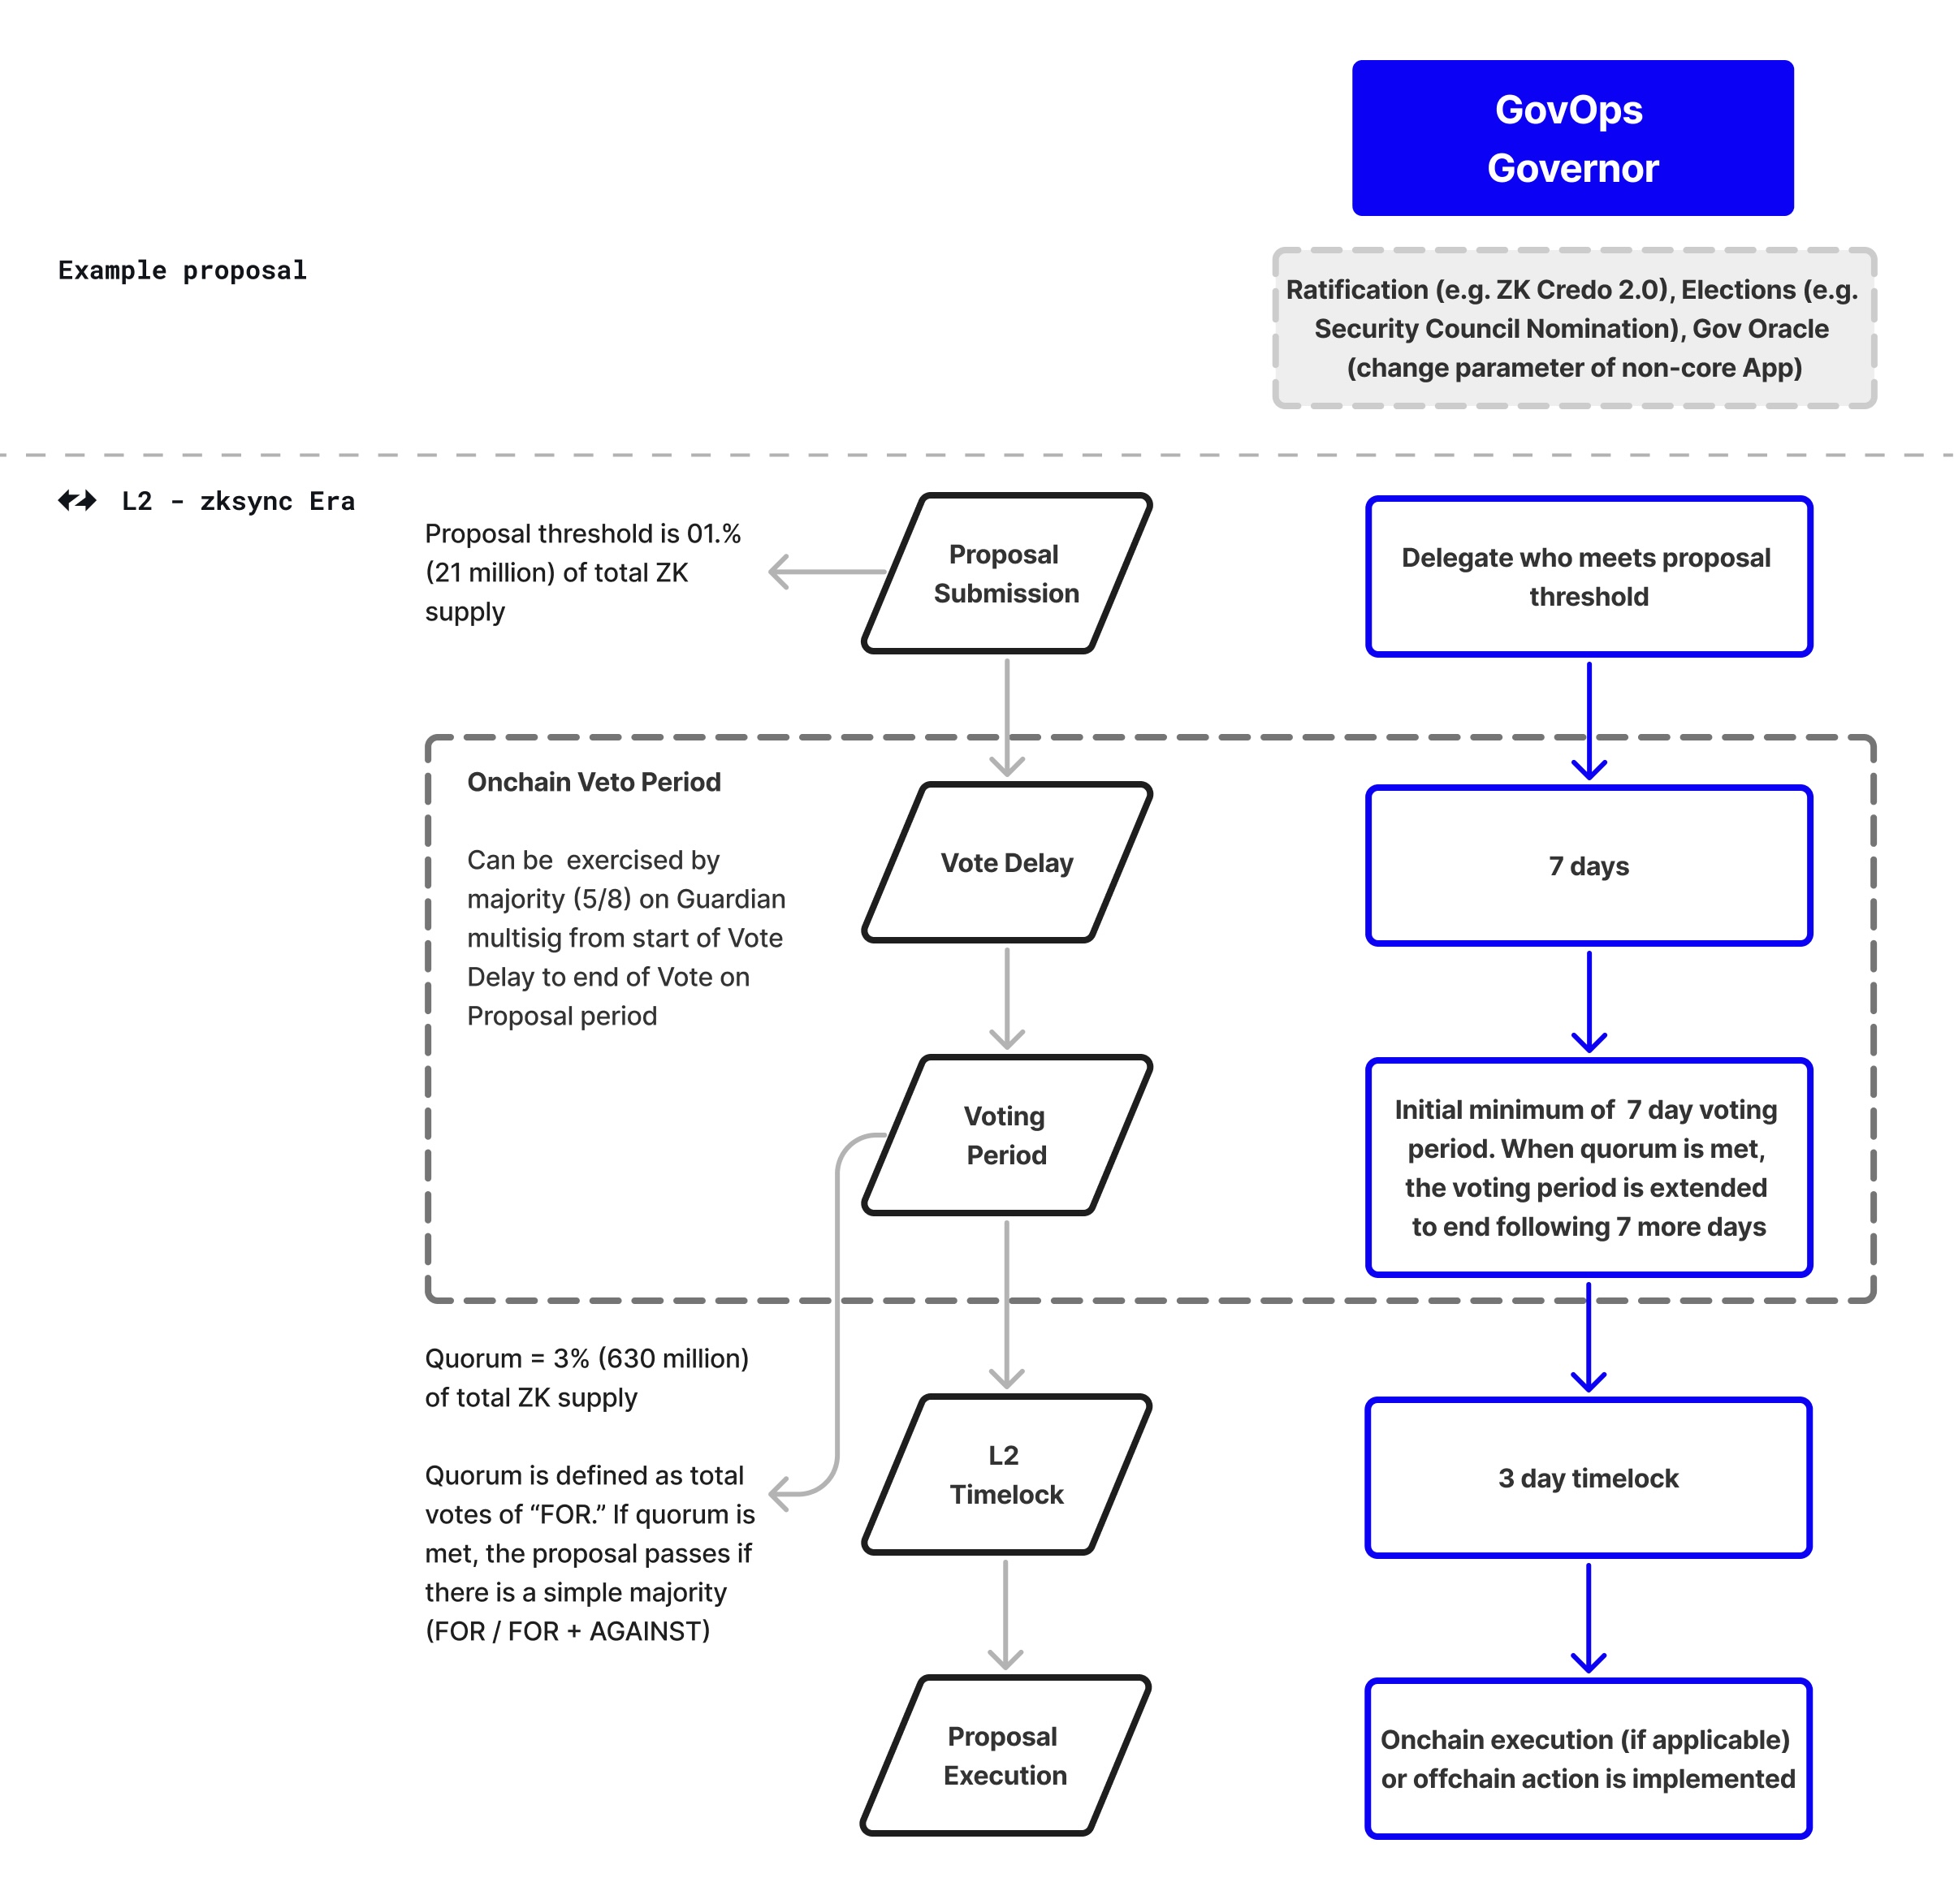 GovOps
Governor
Example proposal
Ratification (e.g. ZK Credo 2.0), Elections (e.g.
Security Council Nomination), Gov Oracle
(change parameter of non-core App)
L2 - zksync Era
Proposal threshold is 01.%
(21 million) of total ZK
supply
Proposal
Submission
Delegate who meets proposal
threshold
Onchain Veto Period
Can be  exercised by
majority (5/8) on Guardian
multisig from start of Vote
Delay to end of Vote on
Proposal period
Vote Delay
7 days
Voting
Period
Initial minimum of  7 day voting
period. When quorum is met,
the voting period is extended
to end following 7 more days
Quorum = 3% (630 million)
of total ZK supply
Quorum is defined as total
votes of “FOR.” If quorum is
met, the proposal passes if
there is a simple majority
(FOR / FOR + AGAINST)
L2
Timelock
3 day timelock
Proposal
Execution
Onchain execution (if applicable)
or offchain action is implemented